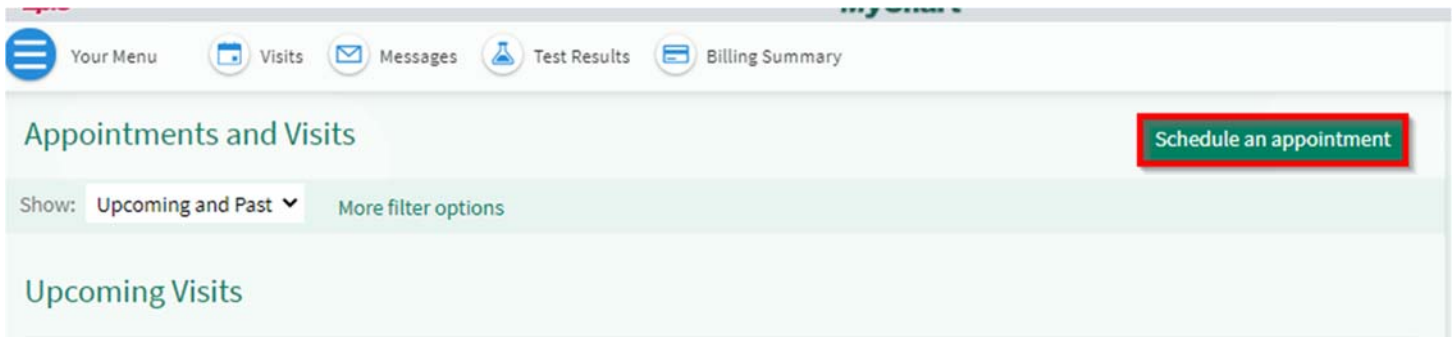 MyChart
Your Menu Visits Messages Test Results Billing Summary
Appointments and Visits
Schedule an appointment
Show: Upcoming and Past More filter options
Upcoming Visits